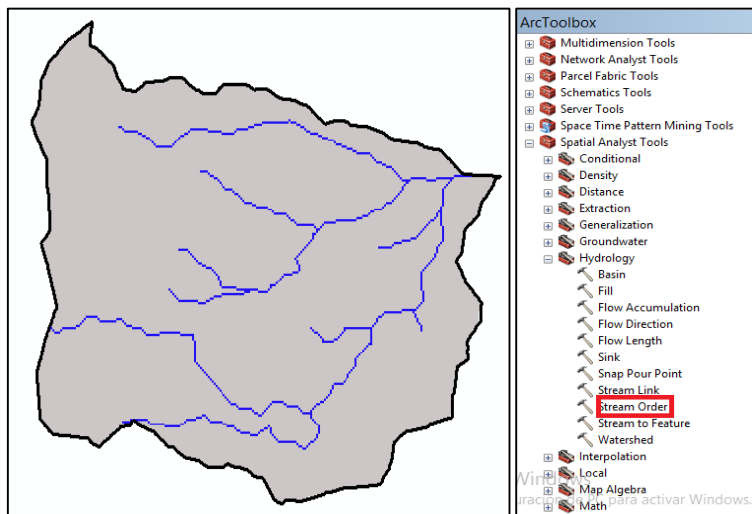 ArcToolbox
Multidimension Tools
Network Analyst Tools
Parcel Fabric Tools
Schematics Tools
Server Tools
Space Time Pattern Mining Tools
Spatial Analyst Tools
Conditional
Density
Distance
Extraction
Generalization
Groundwater
Hydrology
Basin
Fill
Flow Accumulation
Flow Direction
Flow Length
Sink
Snap Pour Point
Stream Link
Stream Order
Stream to Feature
Watershed
Interpolation
Local
Map Algebra
para activar Windows.
Math